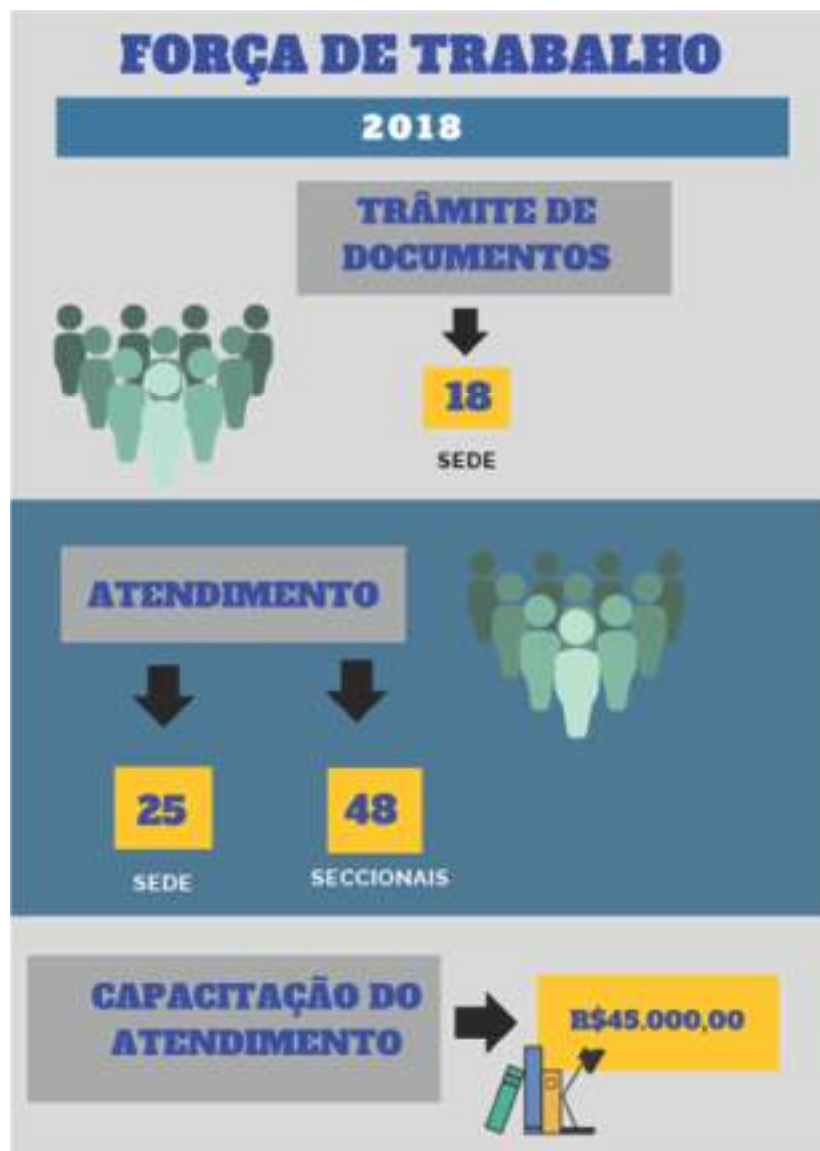 FORÇA DE TRABALHO
2018
TRÂMITE DE
DOCUMENTOS
18
SEDE
ATENDIMENTO
25
SEDE
48
SECCIONAIS
CAPACITAÇÃO DO
ATENDIMENTO
R$45.000,00